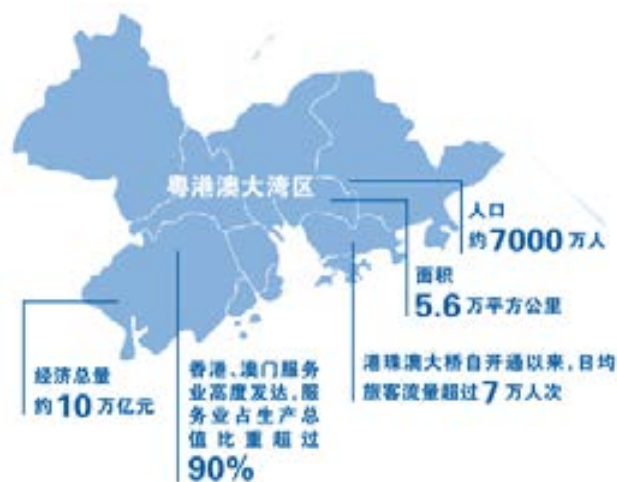 粤港澳大湾区
人口
约7000万人
面积
5.6万平方公里
港珠澳大桥自开通以来,日均
旅客流量超过7万人次
经济总量
约10万亿元
香港、澳门服务
业高度发达,服
务业占生产总
值比重超过
90%